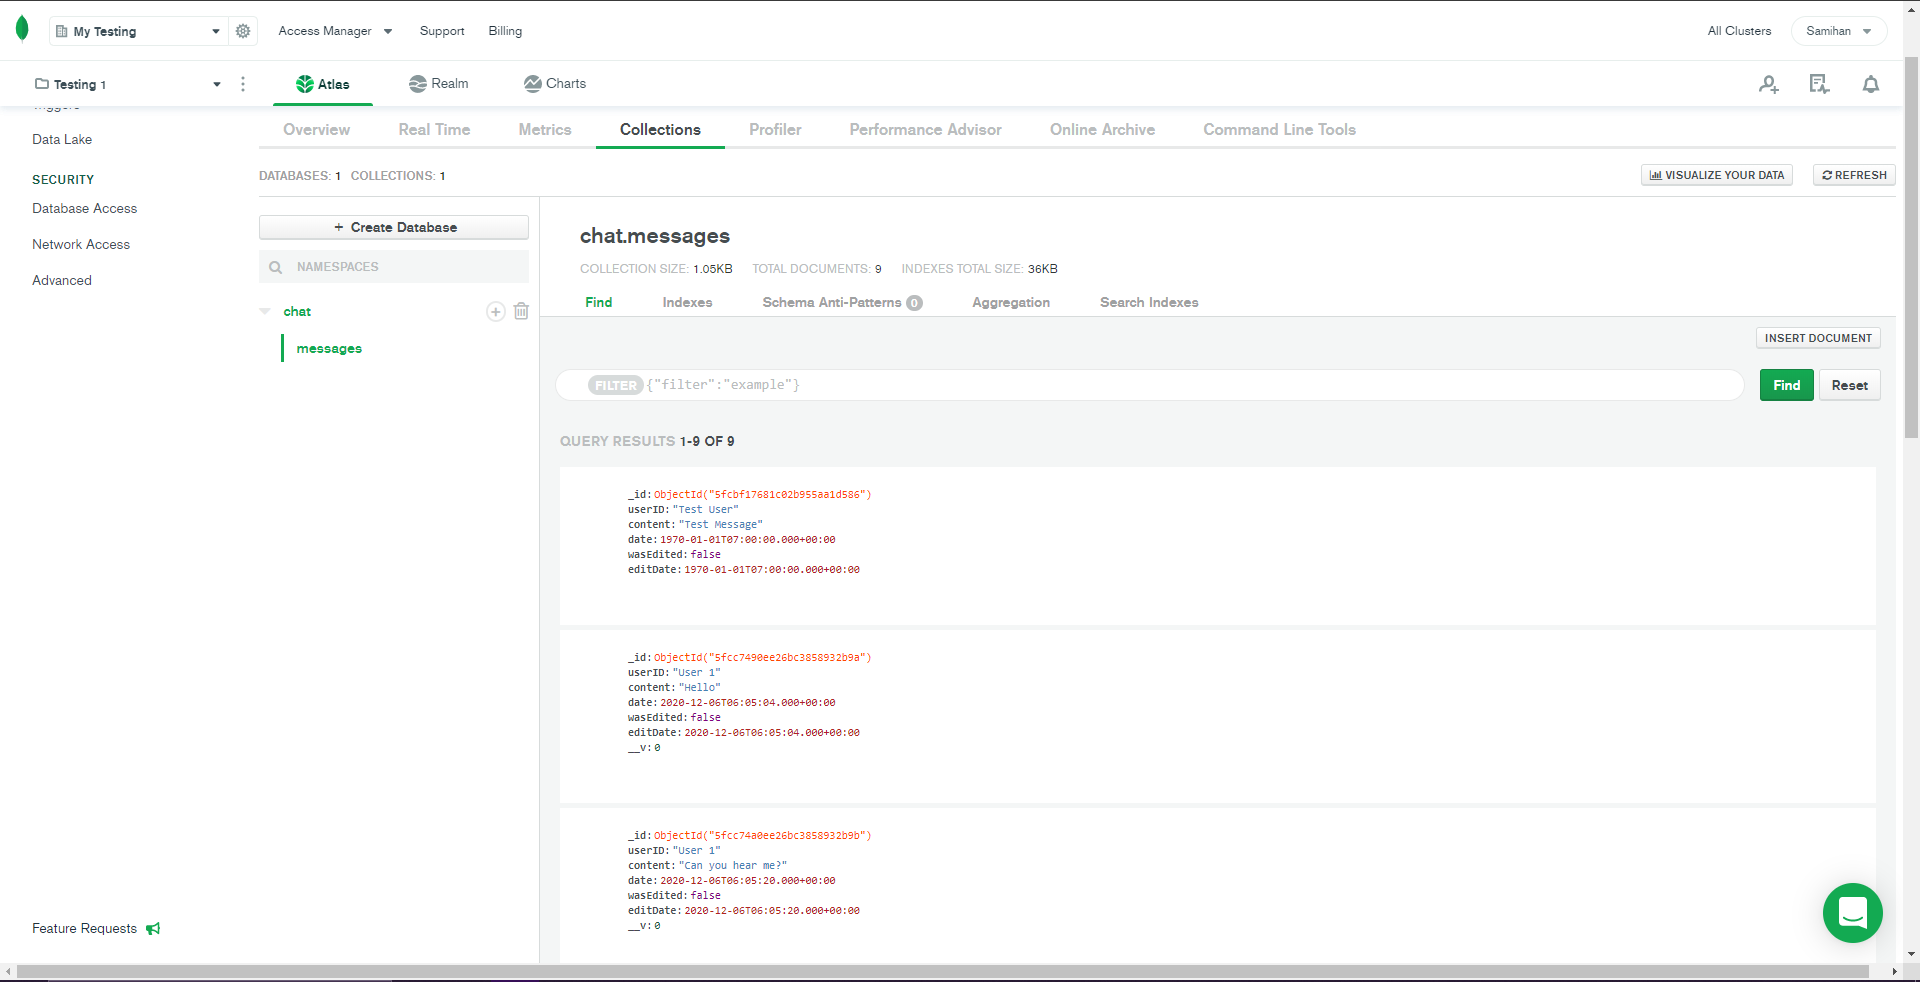 My Testing
Access Manager
Support
Billing
All Clusters
Samihan
Testing 1
Atlas
Realm
Charts
Triggers
Data Lake
SECURITY
Database Access
Network Access
Advanced
Feature Requests
Overview
Real Time
Metrics
Collections
Profiler
Performance Advisor
Online Archive
Command Line Tools
DATABASES: 1 COLLECTIONS: 1
VISUALIZE YOUR DATA
REFRESH
+ Create Database
NAMESPACES
chat
messages
chat.messages
COLLECTION SIZE: 1.05KB TOTAL DOCUMENTS: 9 INDEXES TOTAL SIZE: 36KB
Find
Indexes
Schema Anti-Patterns 0
Aggregation
Search Indexes
INSERT DOCUMENT
FILTER {"filter":"example"}
Find
Reset
QUERY RESULTS 1-9 OF 9
_id: ObjectId("5fcbf17681c02b955aa1d586")
userID: "Test User"
content: "Test Message"
date: 1970-01-01T07:00:00.000+00:00
wasEdited: false
editDate: 1970-01-01T07:00:00.000+00:00
_id: ObjectId("5fcc7490ee26bc3858932b9a")
userID: "User 1"
content: "Hello"
date: 2020-12-06T06:05:04.000+00:00
wasEdited: false
editDate: 2020-12-06T06:05:04.000+00:00
__v: 0
_id: ObjectId("5fcc74a0ee26bc3858932b9b")
userID: "User 1"
content: "Can you hear me?"
date: 2020-12-06T06:05:20.000+00:00
wasEdited: false
editDate: 2020-12-06T06:05:20.000+00:00
__v: 0